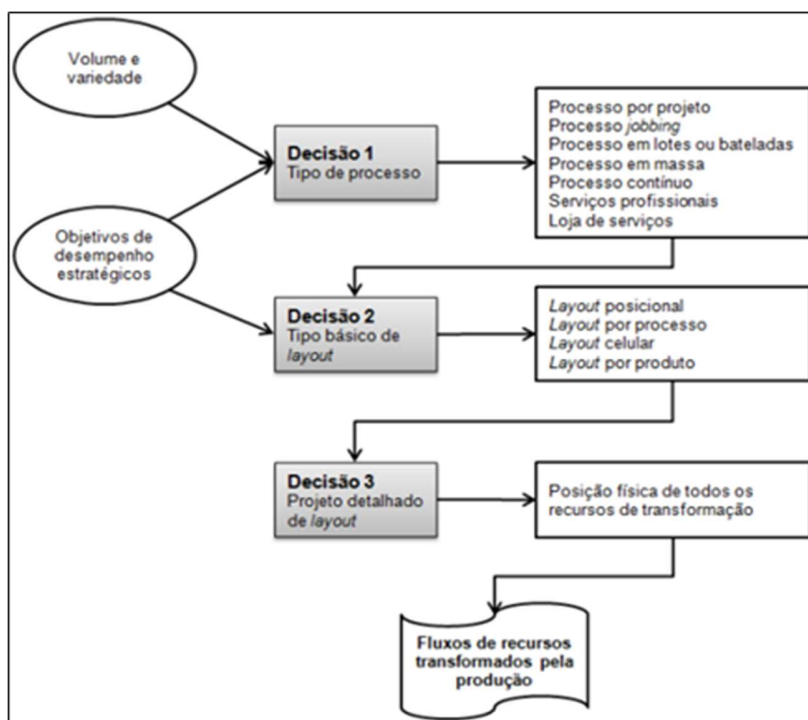 Volume e
variedade
Objetivos de
desempenho
estratégicos
Decisão 1
Tipo de processo
Processo por projeto
Processo jobbing
Processo em lotes ou bateladas
Processo em massa
Processo contínuo
Serviços profissionais
Loja de serviços
Decisão 2
Tipo básico de
layout
Layout posicional
Layout por processo
Layout celular
Layout por produto
Decisão 3
Projeto detalhado
de layout
Posição física de todos os
recursos de transformação
Fluxos de recursos
transformados pela
produção